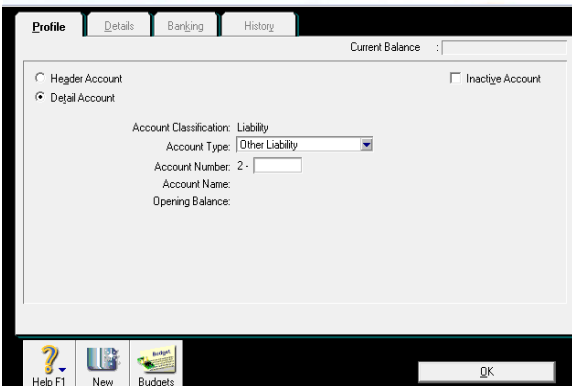 Profile Details Banking History
Current Balance :
Header Account Inactive Account
Detail Account
Account Classification: Liability
Account Type: Other Liability
Account Number: 2 -
Account Name:
Opening Balance:
Budget
Help F1 New Budgets OK